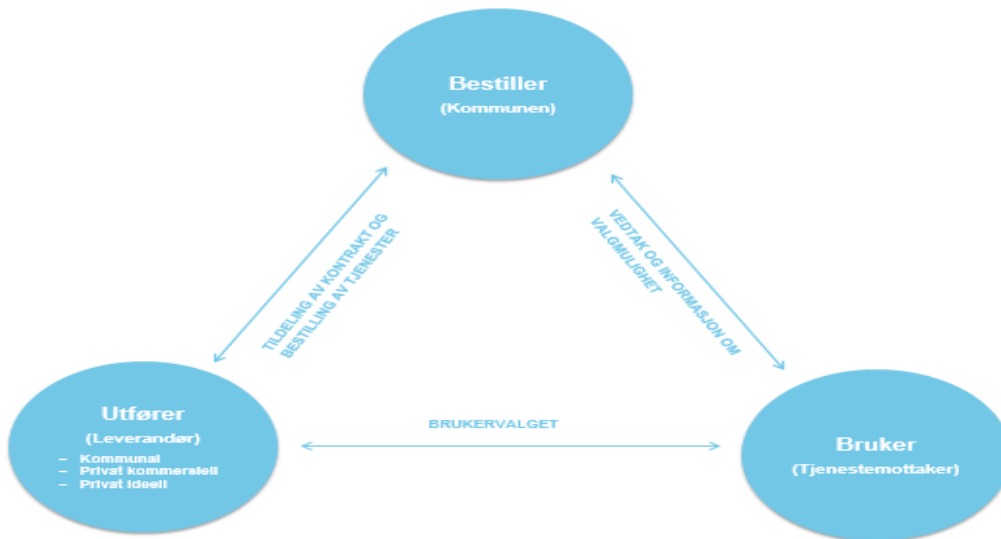 Bestiller
(Kommunen)
TILDELING AV KONTRAKT OG
BESTILLING AV TJENESTER
VEDTAK OG INFORMASJON OM
VALGMULIGHET
Utfører
(Leverandør)
– Kommunal
– Privat kommersiell
– Privat ideell
BRUKERVALGET
Bruker
(Tjenestemottaker)